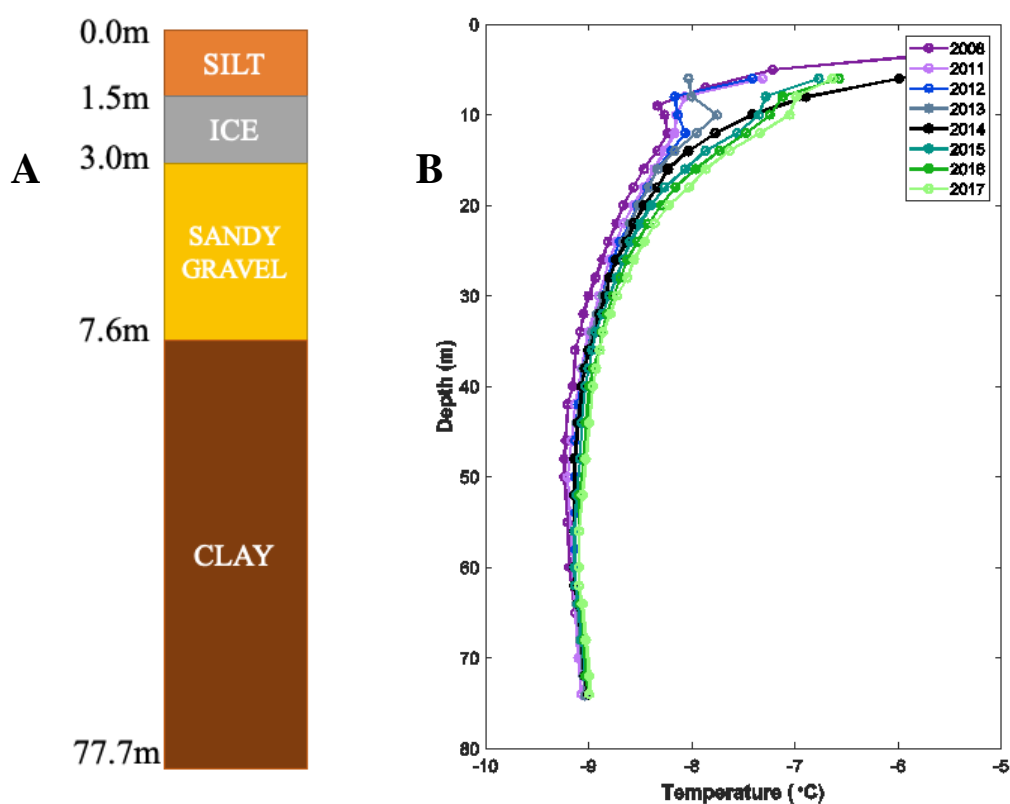 A
0.0m
SILT
1.5m
ICE
3.0m
SANDY
GRAVEL
7.6m
CLAY
77.7m
B
0
10
20
30
40
50
60
70
80
Depth (m)
-10
-9
-8
-7
-6
-5
Temperature (°C)
2008
2011
2012
2013
2014
2015
2016
2017